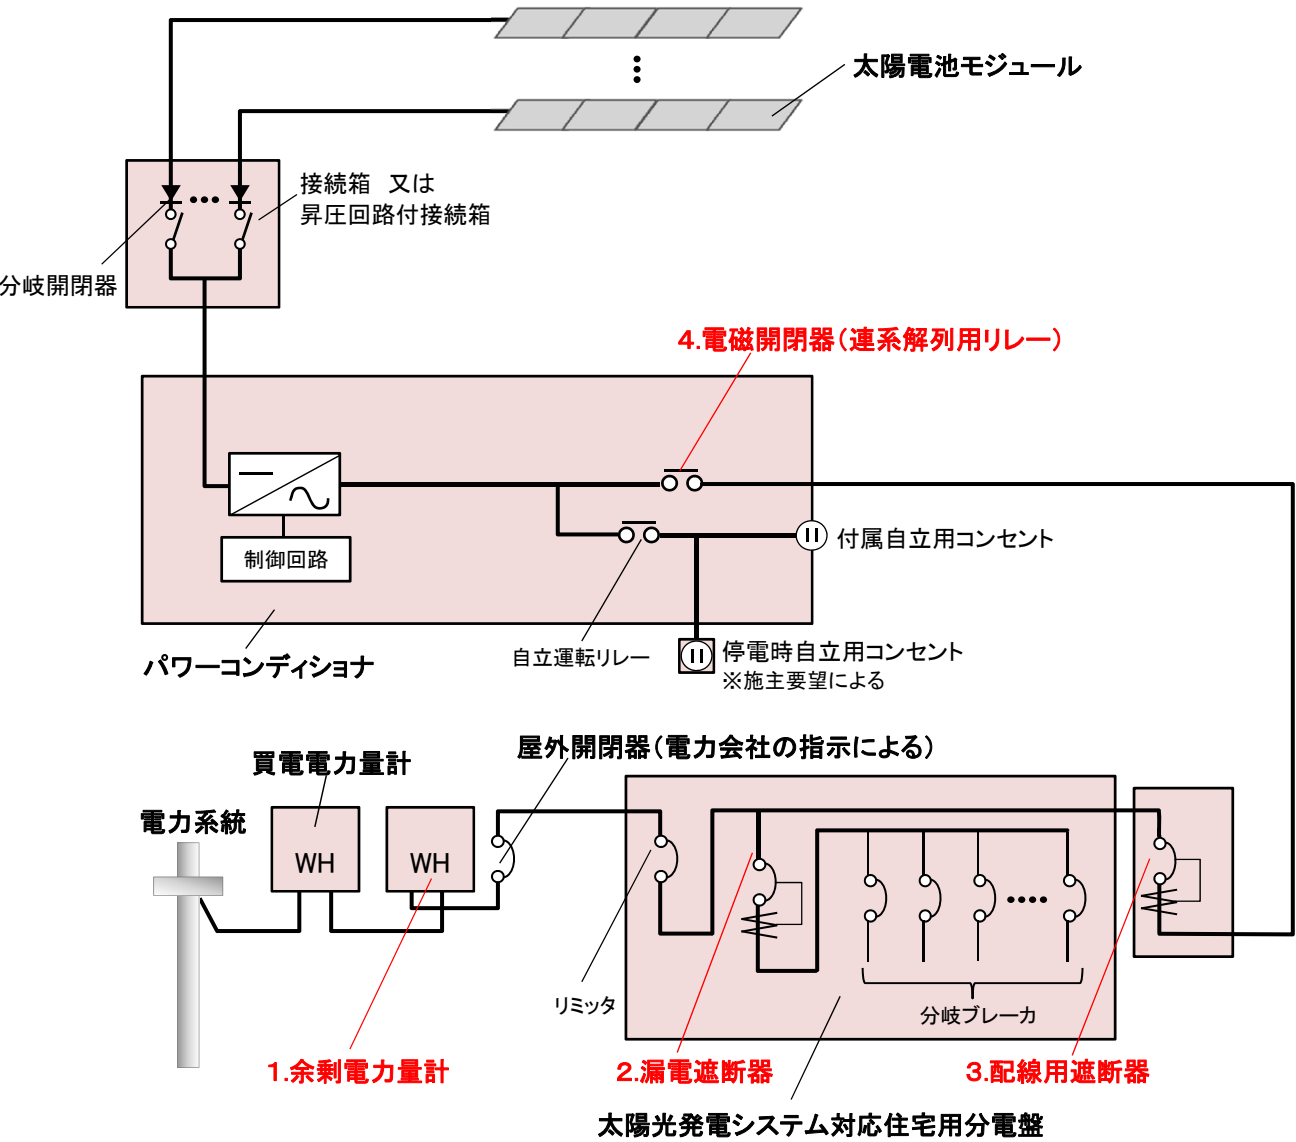 太陽電池モジュール
接続箱　又は
昇圧回路付接続箱
分岐開閉器
4.電磁開閉器（連系解列用リレー）
制御回路
付属自立用コンセント
パワーコンディショナ
自立運転リレー
停電時自立用コンセント
※施主要望による
屋外開閉器（電力会社の指示による）
買電電力量計
電力系統
WH
WH
リミッタ
分岐ブレーカ
1.余剰電力量計
2.漏電遮断器
3.配線用遮断器
太陽光発電システム対応住宅用分電盤